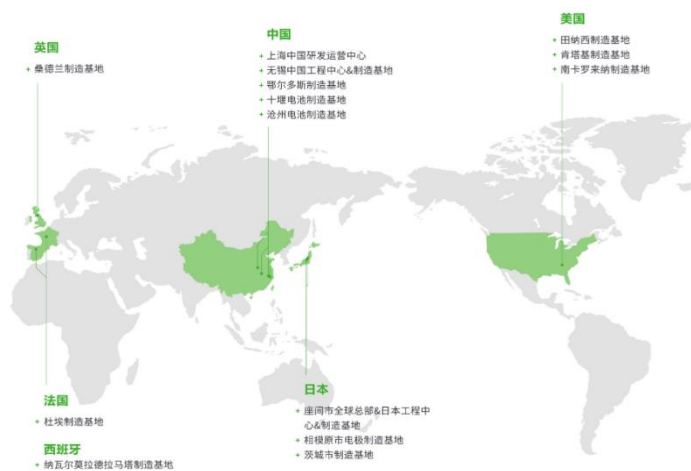 英国
+ 桑德兰制造基地
中国
+ 上海中国研发运营中心
+ 无锡中国工程中心&制造基地
+ 鄂尔多斯制造基地
+ 十堰电池制造基地
+ 沧州电池制造基地
美国
+ 田纳西制造基地
+ 肯塔基制造基地
+ 南卡罗来纳制造基地
法国
+ 杜埃制造基地
西班牙
+ 纳瓦尔莫拉德拉马塔制造基地
日本
+ 座间市全球总部&日本工程中
心&制造基地
+ 相模原市电极制造基地
+ 茨城市制造基地